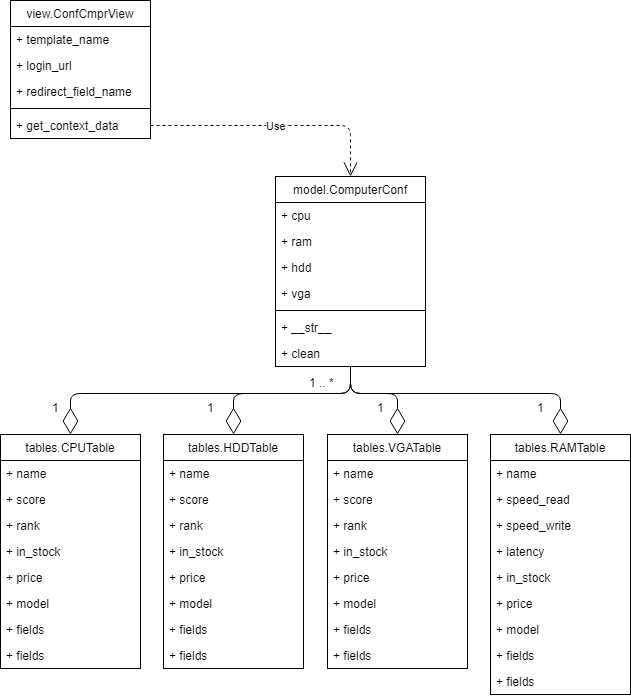 view.ConfCmprView
+ template_name
+ login_url
+ redirect_field_name
+ get_context_data
Use
model.ComputerConf
+ cpu
+ ram
+ hdd
+ vga
+ __str__
+ clean
1 .. *
1
1
1
1
tables.CPUTable
+ name
+ score
+ rank
+ in_stock
+ price
+ model
+ fields
+ fields
tables.HDDTable
+ name
+ score
+ rank
+ in_stock
+ price
+ model
+ fields
+ fields
tables.VGATable
+ name
+ score
+ rank
+ in_stock
+ price
+ model
+ fields
+ fields
tables.RAMTable
+ name
+ speed_read
+ speed_write
+ latency
+ in_stock
+ price
+ model
+ fields
+ fields